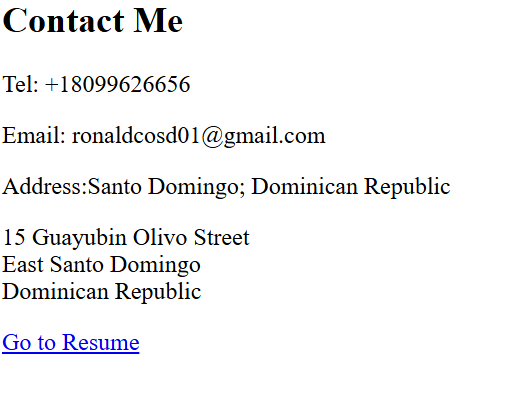 Contact Me
Tel: +18099626656
Email: ronaldcosd01@gmail.com
Address:Santo Domingo; Dominican Republic
15 Guayubin Olivo Street
East Santo Domingo
Dominican Republic
Go to Resume